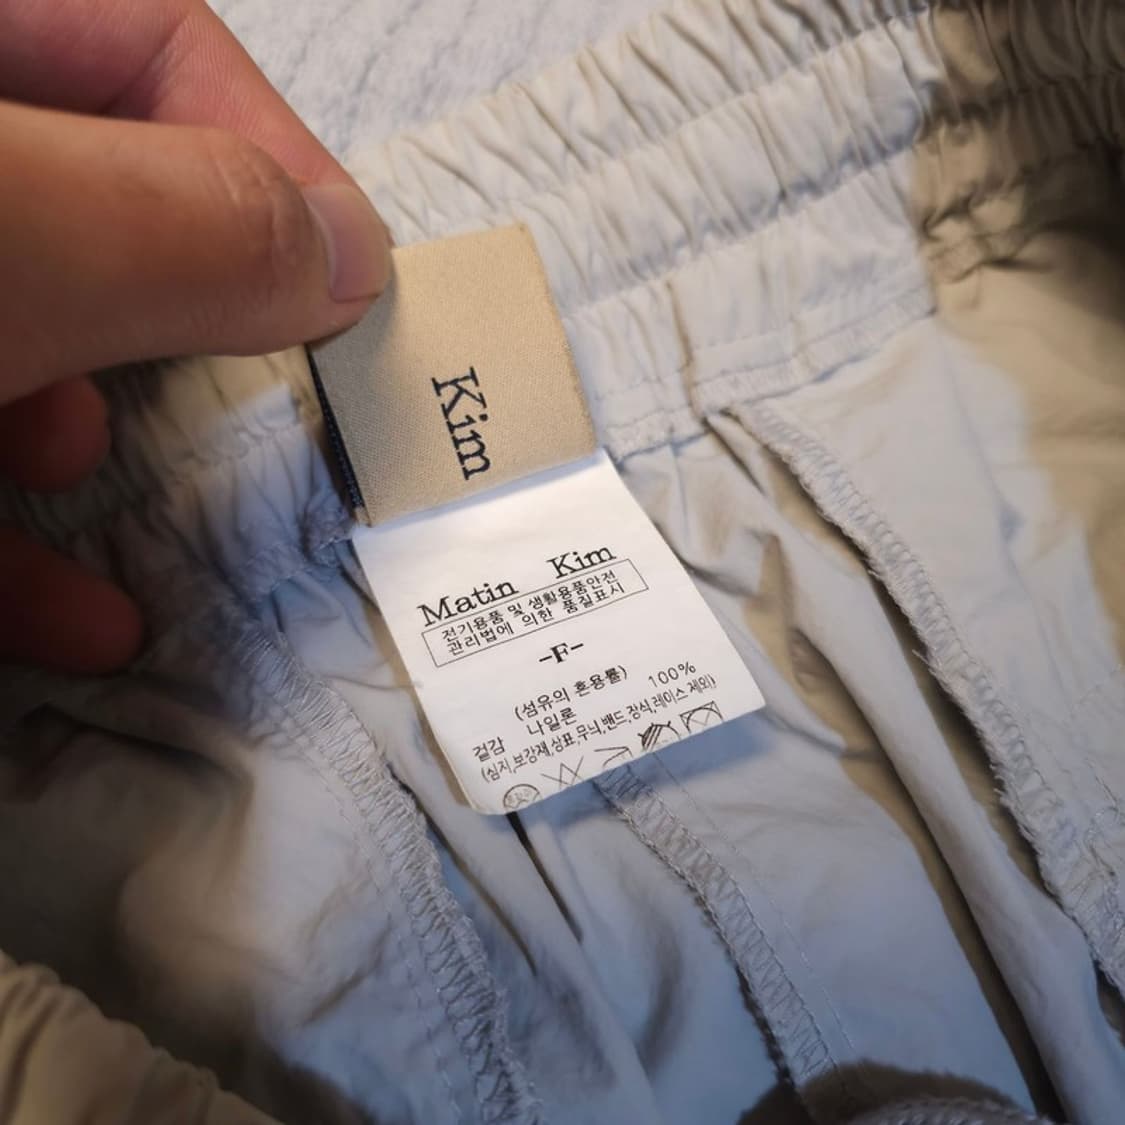 Kim
Matin Kim
전기용품 및 생활용품안전
관리법에 의한 품질표시
-F-
(섬유의 혼용률)
겉감 나일론 100%
(심지,보강재,상표,무늬,밴드,장식,레이스 제외)